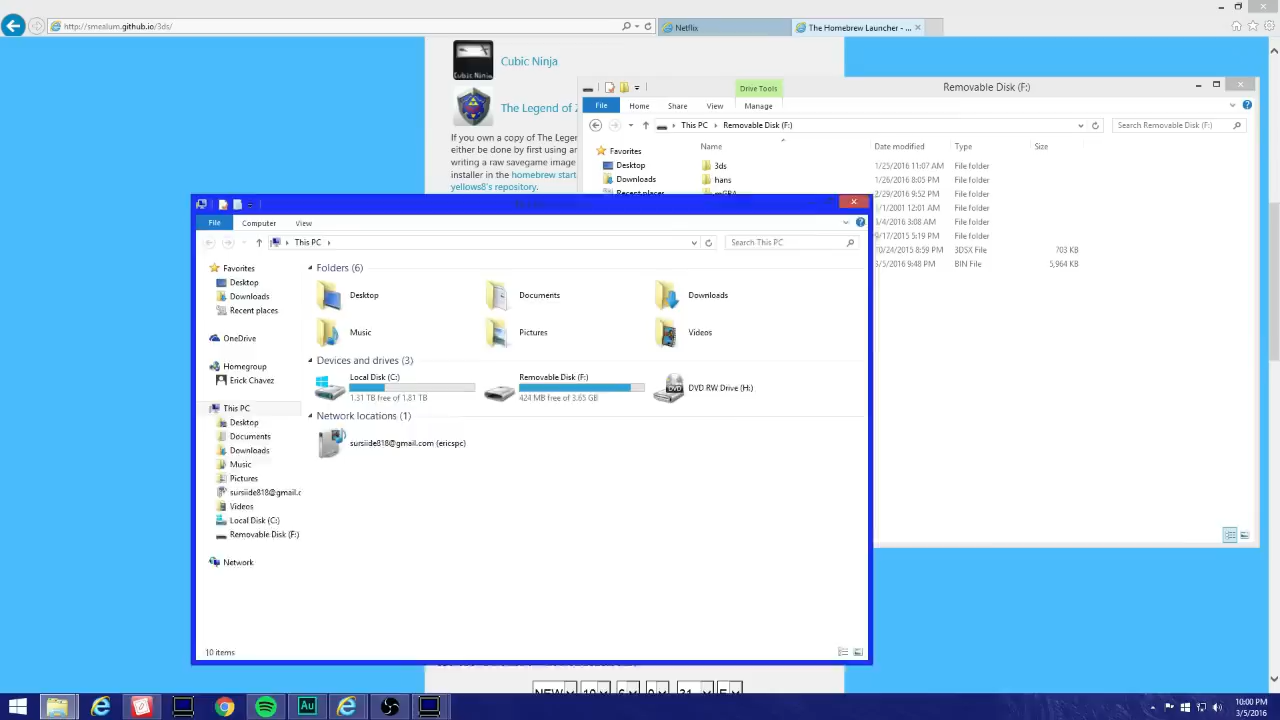 http://smealum.github.io/3ds/
Netflix
The Homebrew Launcher - ...
Cubic Ninja
Cubic Ninja
The Legend of Z
If you own a copy of The Legend
either be done by first using an
writing a raw savegame image
installer in the homebrew start
yellows8's repository.
Drive Tools
Removable Disk (F:)
File
Home
Share
View
Manage
This PC
Removable Disk (F:)
Search Removable Disk (F:)
Favorites
Desktop
Downloads
Recent places
Name
Date modified
Type
Size
3ds
1/25/2016 11:07 AM
File folder
hans
1/26/2016 8:05 PM
File folder
mGBA
2/29/2016 9:52 PM
File folder
1/1/2001 12:01 AM
File folder
3/4/2016 3:08 AM
File folder
9/17/2015 5:19 PM
File folder
10/24/2015 8:59 PM
3DSX File
703 KB
3/5/2016 9:48 PM
BIN File
5,964 KB
File
Computer
View
This PC
Search This PC
Favorites
Desktop
Downloads
Recent places
OneDrive
Homegroup
Erick Chavez
This PC
Desktop
Documents
Downloads
Music
Pictures
sursiide818@gmail.c
Videos
Local Disk (C:)
Removable Disk (F:)
Network
Folders (6)
Desktop
Documents
Downloads
Music
Pictures
Videos
Devices and drives (3)
Local Disk (C:)
1.31 TB free of 1.81 TB
Removable Disk (F:)
424 MB free of 3.65 GB
DVD
DVD RW Drive (H:)
Network locations (1)
sursiide818@gmail.com (ericspc)
10 items
NEW
Au
10:00 PM
3/5/2016